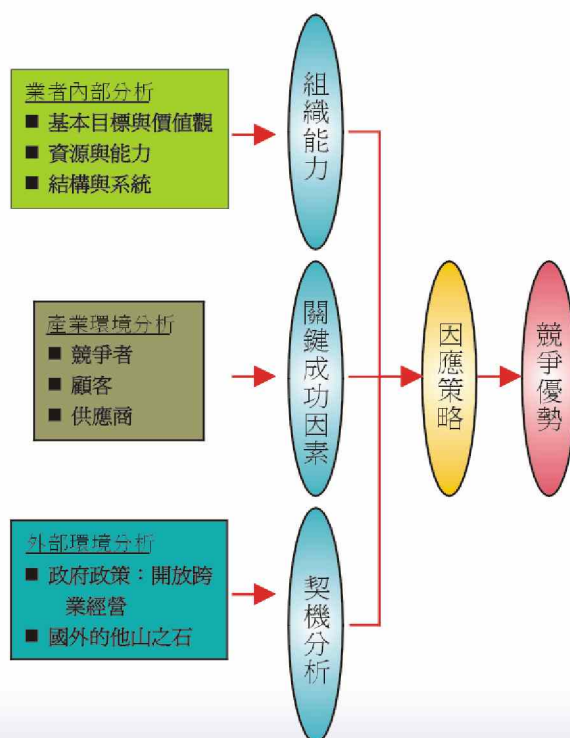 業者內部分析
■ 基本目標與價值觀
■ 資源與能力
■ 結構與系統
組織能力
產業環境分析
■ 競爭者
■ 顧客
■ 供應商
關鍵成功因素
因應策略
競爭優勢
外部環境分析
■ 政府政策：開放跨
業經營
■ 國外的他山之石
契機分析